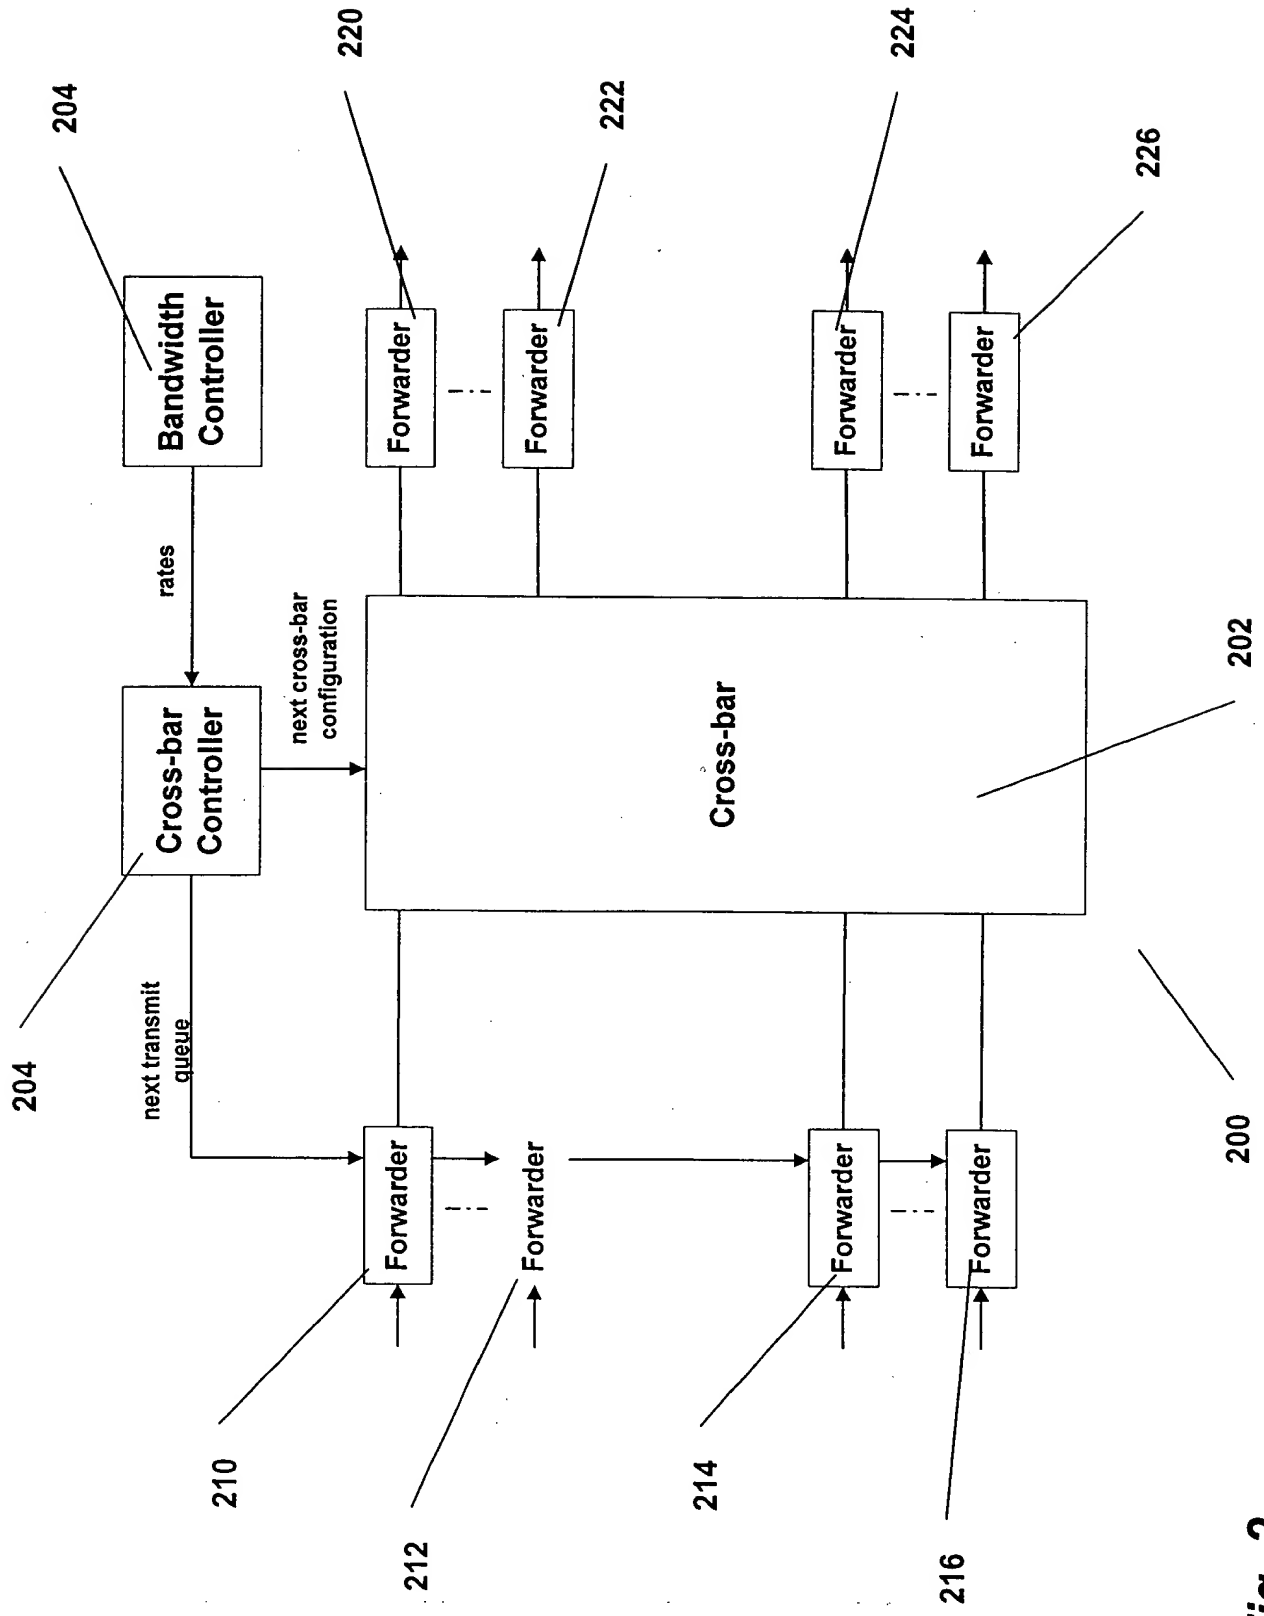 204
204
Bandwidth
Controller
rates
Cross-bar
Controller
next transmit
queue
next cross-bar
configuration
220
222
224
226
Forwarder
Forwarder
Forwarder
Forwarder
Cross-bar
202
200
Forwarder
Forwarder
Forwarder
Forwarder
210
212
214
216